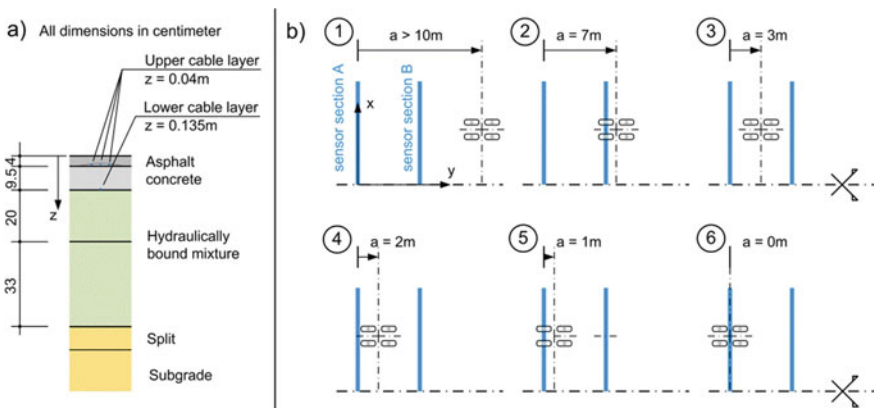 a) All dimensions in centimeter
Upper cable layer
z = 0.04m
Lower cable layer
z = 0.135m
4
9.5
20
33
z
Asphalt
concrete
Hydraulically
bound mixture
Split
Subgrade
b)
1
a > 10m
sensor section A
sensor section B
x
y
2
a = 7m
3
a = 3m
4
a = 2m
5
a = 1m
6
a = 0m